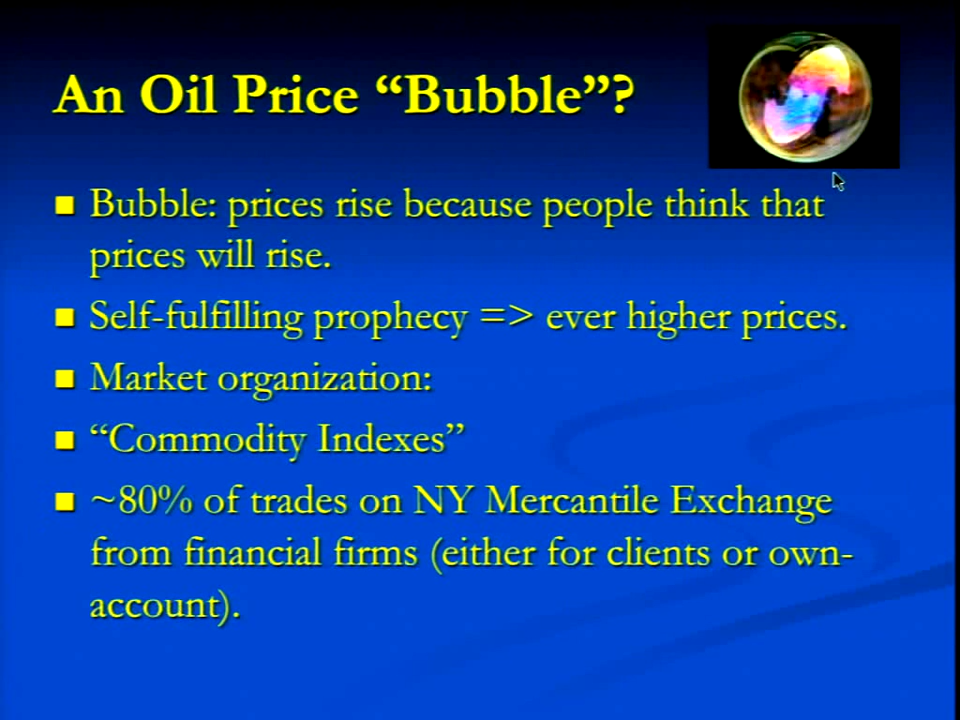 An Oil Price “Bubble”?
Bubble: prices rise because people think that
prices will rise.
Self-fulfilling prophecy => ever higher prices.
Market organization:
“Commodity Indexes”
~80% of trades on NY Mercantile Exchange
from financial firms (either for clients or own-
account).